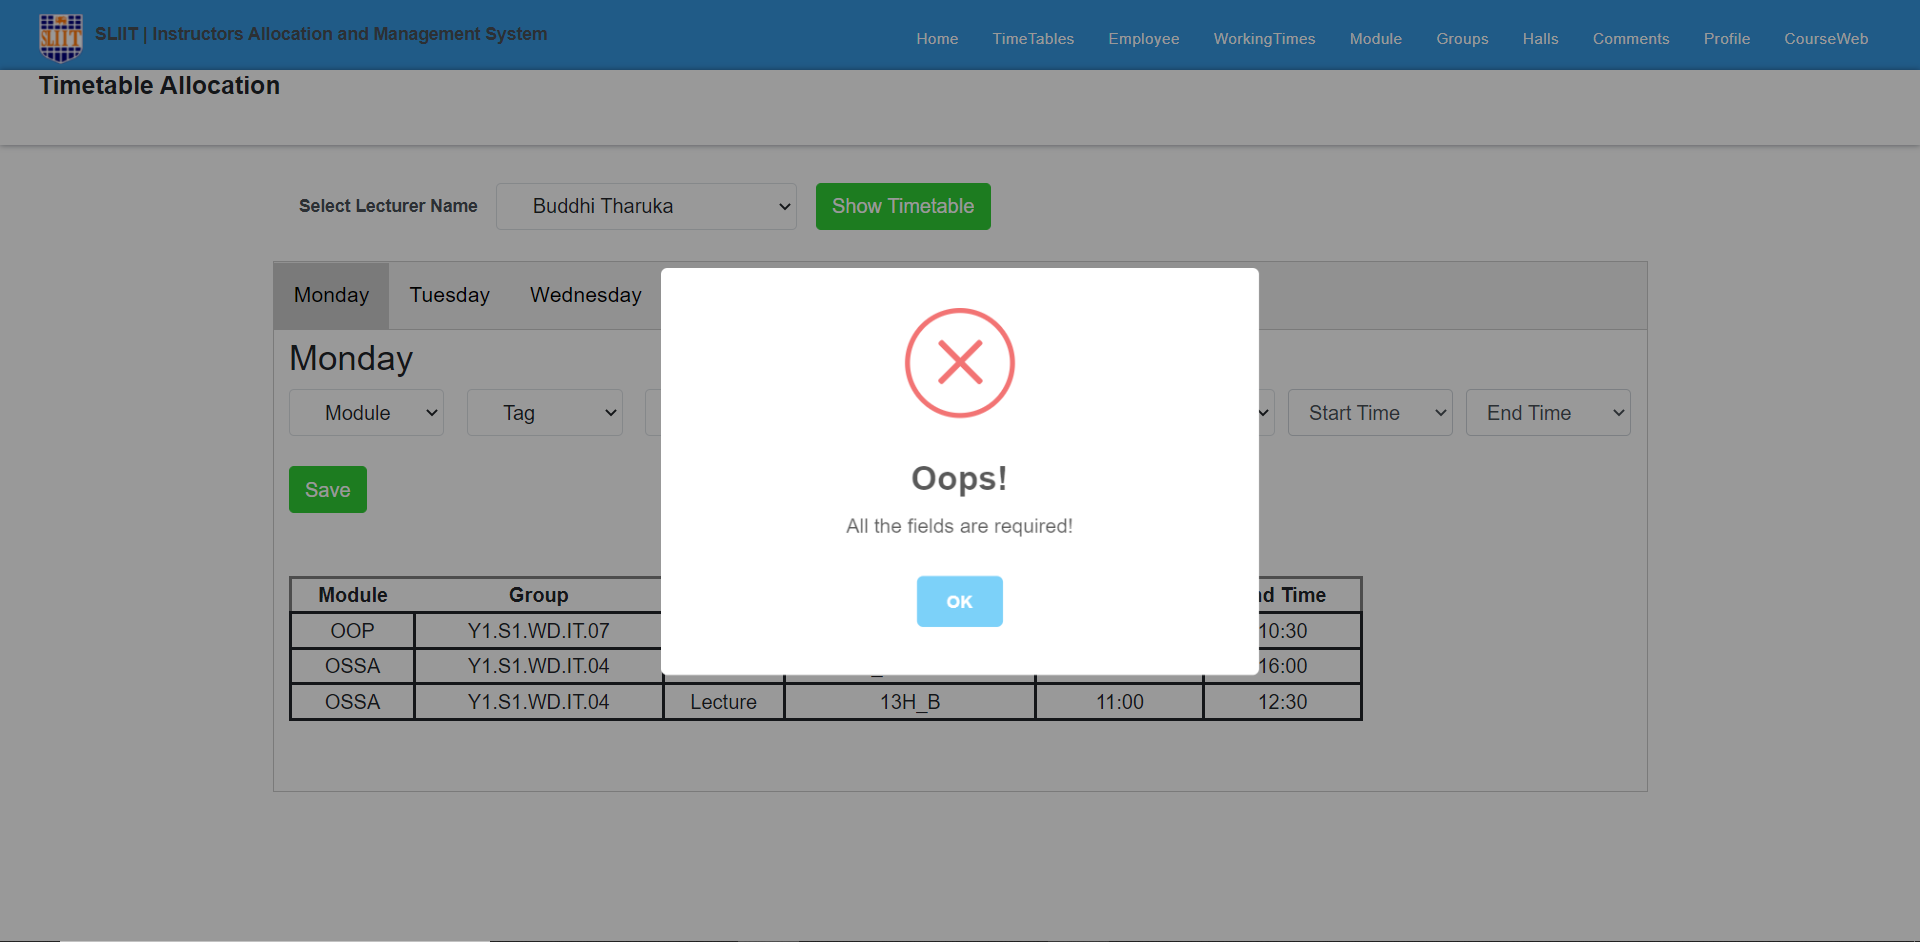 SLIIT
SLIIT | Instructors Allocation and Management System
Home TimeTables Employee WorkingTimes Module Groups Halls Comments Profile CourseWeb
Timetable Allocation
Select Lecturer Name Buddhi Tharuka Show Timetable
Monday Tuesday Wednesday
Monday
Module Tag Start Time End Time
Save
Oops!
All the fields are required!
OK
Module Group Time
OOP Y1.S1.WD.IT.07 10:30
OSSA Y1.S1.WD.IT.04 16:00
OSSA Y1.S1.WD.IT.04 Lecture 13H_B 11:00 12:30